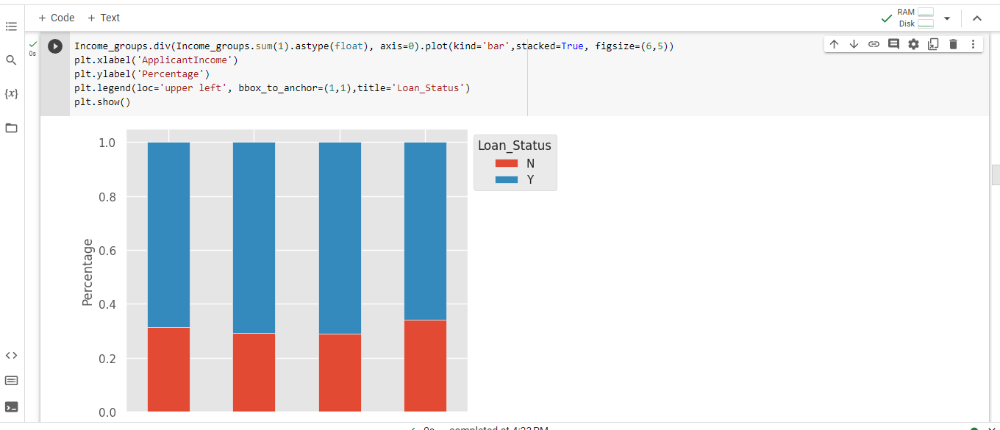 + Code + Text
RAM
Disk
0s
Income_groups.div(Income_groups.sum(1).astype(float), axis=0).plot(kind='bar',stacked=True, figsize=(6,5))
plt.xlabel('ApplicantIncome')
plt.ylabel('Percentage')
plt.legend(loc='upper left', bbox_to_anchor=(1,1),title='Loan_Status')
plt.show()
{x}
Loan_Status
N
Y
1.0
0.8
0.6
0.4
0.2
0.0
Percentage
0s completed at 4:23 PM